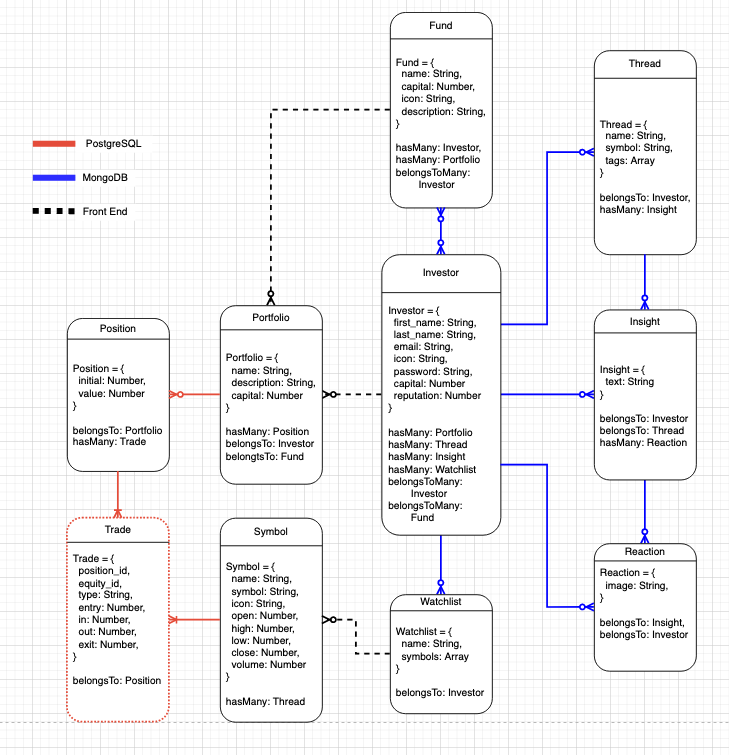 PostgreSQL
MongoDB
Front End
Fund
Fund = {
name: String,
capital: Number,
icon: String,
description: String,
}
hasMany: Investor,
hasMany: Portfolio
belongsToMany:
Investor
Thread
Thread = {
name: String,
symbol: String,
tags: Array
}
belongsTo: Investor,
hasMany: Insight
Investor
Investor = {
first_name: String,
last_name: String,
email: String,
icon: String,
password: String,
capital: Number
reputation: Number
}
hasMany: Portfolio
hasMany: Thread
hasMany: Insight
hasMany: Watchlist
belongsToMany:
Investor
belongsToMany:
Fund
Position
Position = {
initial: Number,
value: Number
}
belongsTo: Portfolio
hasMany: Trade
Portfolio
Portfolio = {
name: String,
description: String,
capital: Number
}
hasMany: Position
belongsTo: Investor
belongtsTo: Fund
Insight
Insight = {
text: String
}
belongsTo: Investor
belongsTo: Thread
hasMany: Reaction
Trade
Trade = {
position_id,
equity_id,
type: String,
entry: Number,
in: Number,
out: Number,
exit: Number,
}
belongsTo: Position
Symbol
Symbol = {
name: String,
symbol: String,
icon: String,
open: Number,
high: Number,
low: Number,
close: Number,
volume: Number
}
hasMany: Thread
Watchlist
Watchlist = {
name: String,
symbols: Array
}
belongsTo: Investor
Reaction
Reaction = {
image: String,
}
belongsTo: Insight,
belongsTo: Investor